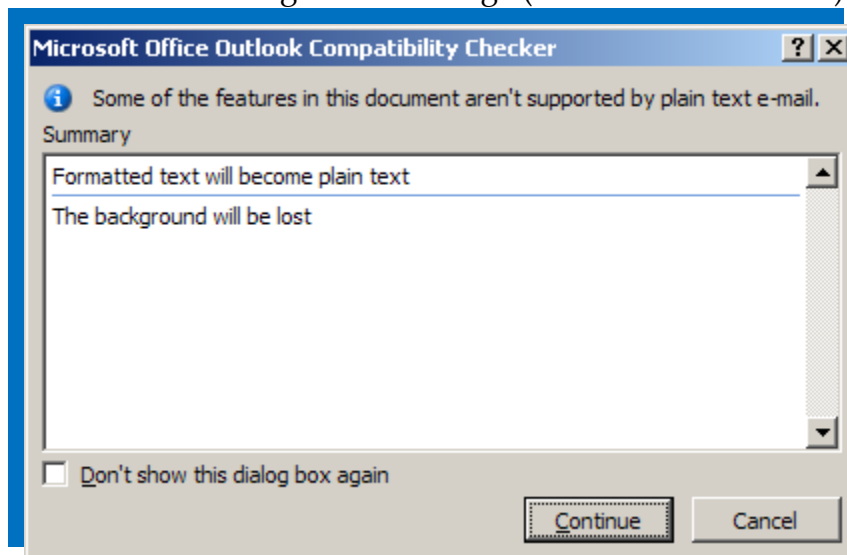 Microsoft Office Outlook Compatibility Checker
Some of the features in this document aren't supported by plain text e-mail.
Summary
Formatted text will become plain text
The background will be lost
Don't show this dialog box again
Continue Cancel